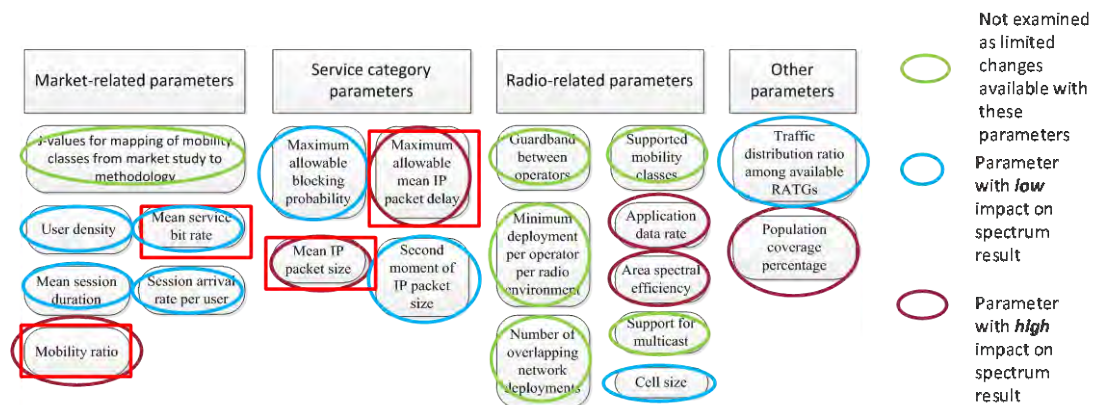 Market-related parameters
Service category
parameters
Radio-related parameters
Other
parameters
J-values for mapping of mobility
classes from market study to
methodology
User density
Mean service
bit rate
Mean session
duration
Session arrival
rate per user
Mobility ratio
Maximum
allowable
blocking
probability
Maximum
allowable
mean IP
packet delay
Mean IP
packet size
Second
moment of
IP packet
size
Guardband
between
operators
Supported
mobility
classes
Minimum
deployment
per operator
per radio
environment
Application
data rate
Area spectral
efficiency
Number of
overlapping
network
deployments
Support for
multicast
Cell size
Traffic
distribution ratio
among available
RATGs
Population
coverage
percentage
Not examined
as limited
changes
available with
these
parameters
Parameter
with low
impact on
spectrum
result
Parameter
with high
impact on
spectrum
result